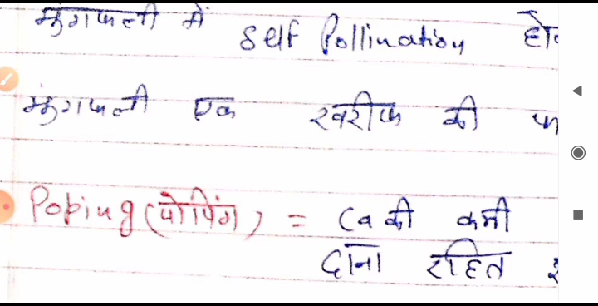 मुंगफली में Self Pollination
मुंगफली एक खरीफ की
Poping (पोपिंग) = Ca की कमी
दाना रहित